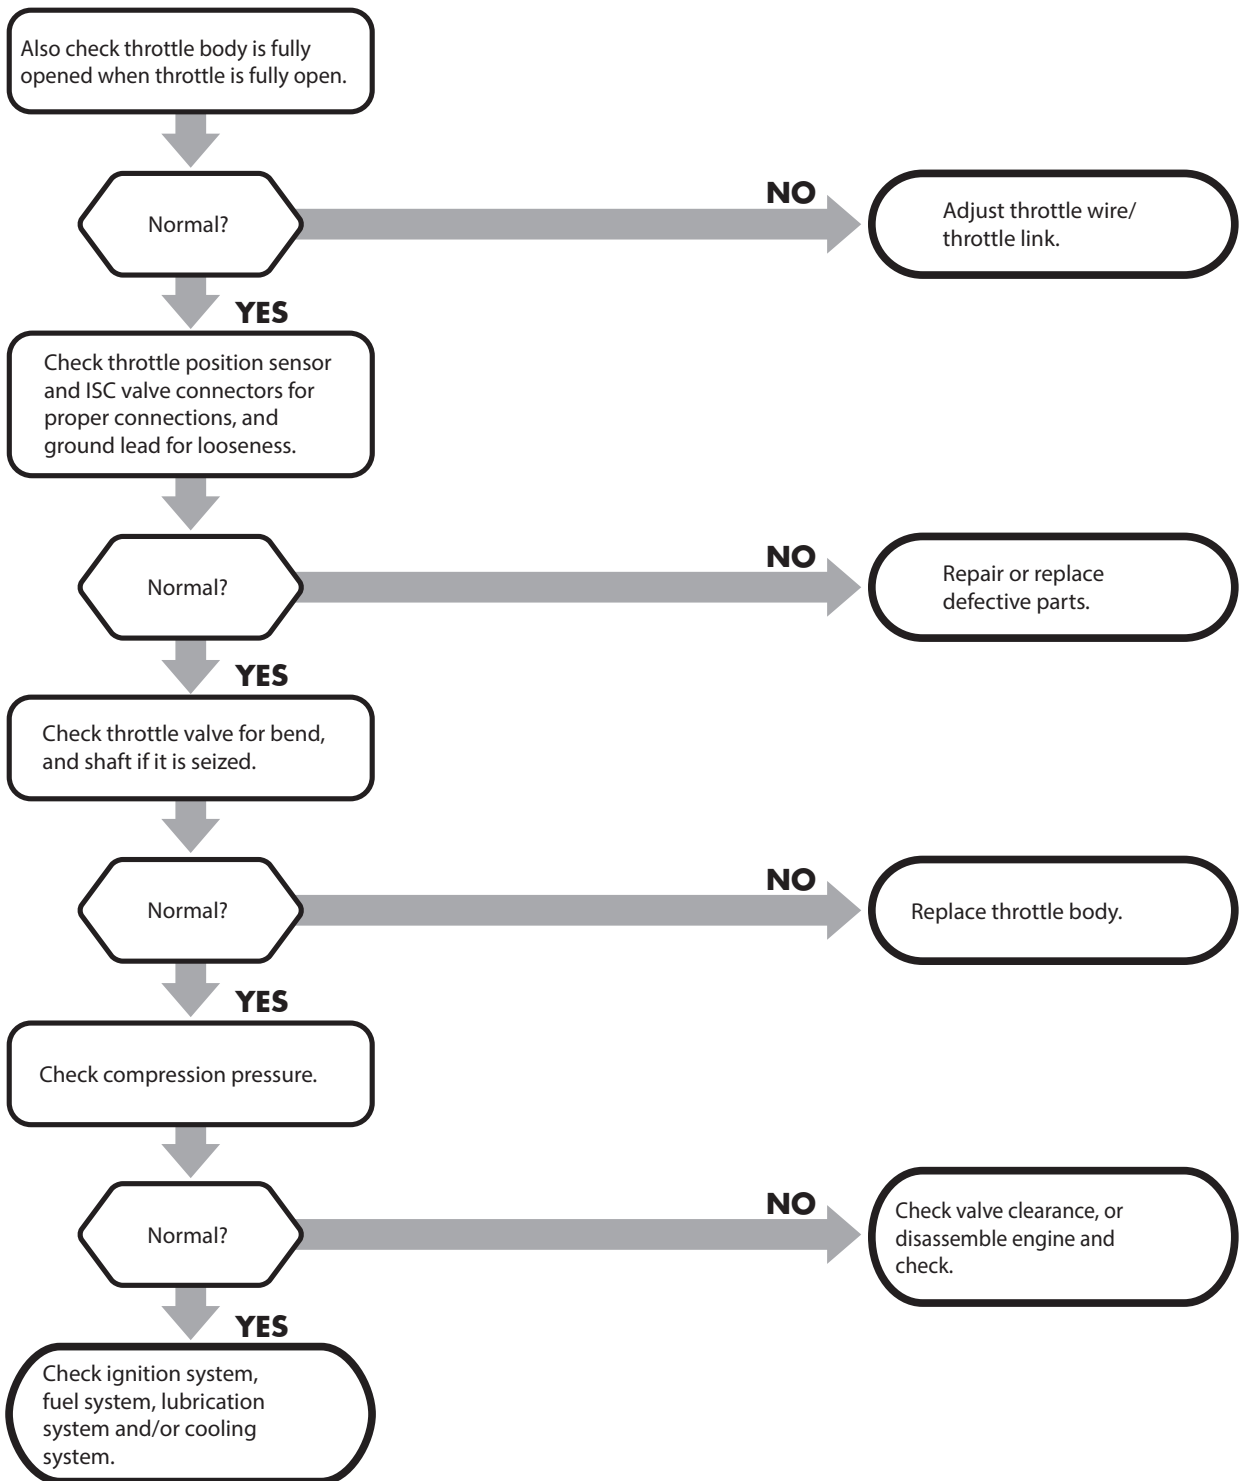 Also check throttle body is fully
opened when throttle is fully open.
Normal?
NO
Adjust throttle wire/
throttle link.
YES
Check throttle position sensor
and ISC valve connectors for
proper connections, and
ground lead for looseness.
Normal?
NO
Repair or replace
defective parts.
YES
Check throttle valve for bend,
and shaft if it is seized.
Normal?
NO
Replace throttle body.
YES
Check compression pressure.
Normal?
NO
Check valve clearance, or
disassemble engine and
check.
YES
Check ignition system,
fuel system, lubrication
system and/or cooling
system.